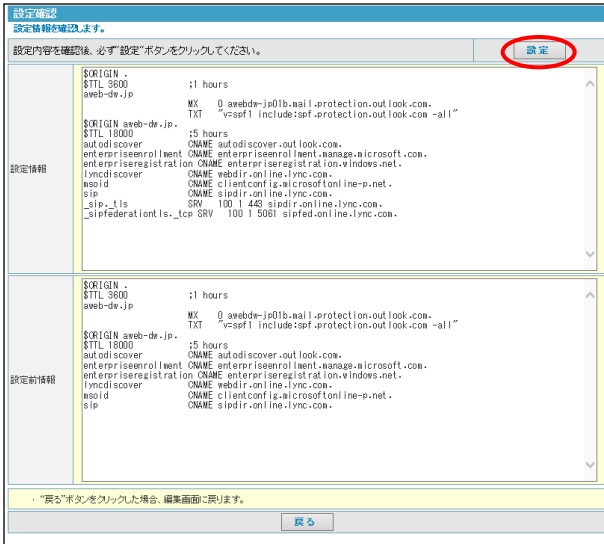 設定確認
設定情報を確認します。
設定内容を確認後、必ず"設定"ボタンをクリックしてください。
設定
設定情報
$ORIGIN .
$TTL 3600 ;1 hours
aweb-dw.jp
MX 0 awebdw-jp01b.mail.protection.outlook.com.
TXT "v=spf1 include:spf.protection.outlook.com -all"
$ORIGIN aweb-dw.jp.
$TTL 18000 ;5 hours
autodiscover CNAME autodiscover.outlook.com.
enterpriseenrollment CNAME enterpriseenrollment.manage.microsoft.com.
enterpriseregistration CNAME enterpriseregistration.windows.net.
lyncdiscover CNAME webdir.online.lync.com.
msoid CNAME clientconfig.microsoftonline-p.net.
sip CNAME sipdir.online.lync.com.
_sip._tls SRV 100 1 443 sipdir.online.lync.com.
_sipfederationtls._tcp SRV 100 1 5061 sipfed.online.lync.com.
設定前情報
$ORIGIN .
$TTL 3600 ;1 hours
aweb-dw.jp
MX 0 awebdw-jp01b.mail.protection.outlook.com.
TXT "v=spf1 include:spf.protection.outlook.com -all"
$ORIGIN aweb-dw.jp.
$TTL 18000 ;5 hours
autodiscover CNAME autodiscover.outlook.com.
enterpriseenrollment CNAME enterpriseenrollment.manage.microsoft.com.
enterpriseregistration CNAME enterpriseregistration.windows.net.
lyncdiscover CNAME webdir.online.lync.com.
msoid CNAME clientconfig.microsoftonline-p.net.
sip CNAME sipdir.online.lync.com.
・"戻る"ボタンをクリックした場合、編集画面に戻ります。
戻る